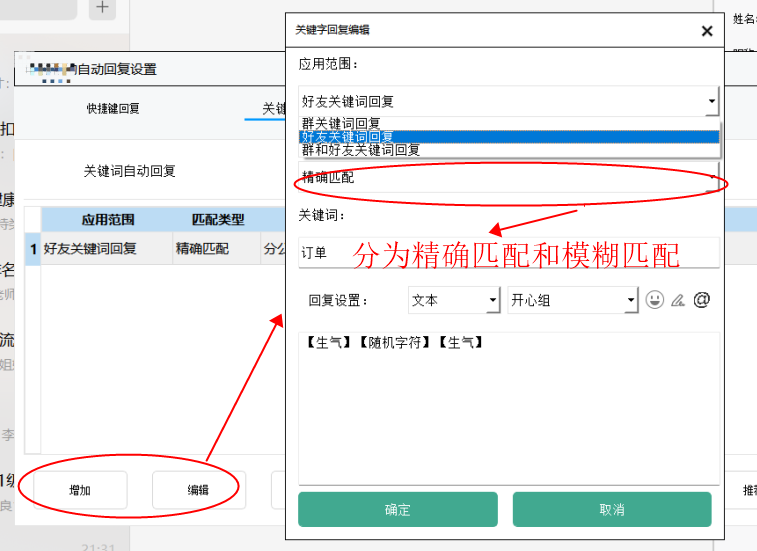 自动回复设置
快捷键回复
关键
关键词自动回复
应用范围
匹配类型
1
好友关键词回复
精确匹配
分公
增加
编辑
关键字回复编辑
应用范围：
好友关键词回复
群关键词回复
好友关键词回复
群和好友关键词回复
精确匹配
关键词：
订单
分为精确匹配和模糊匹配
回复设置：
文本
开心组
@
【生气】【随机字符】【生气】
确定
取消
姓名
扣
流
李
良
21:31